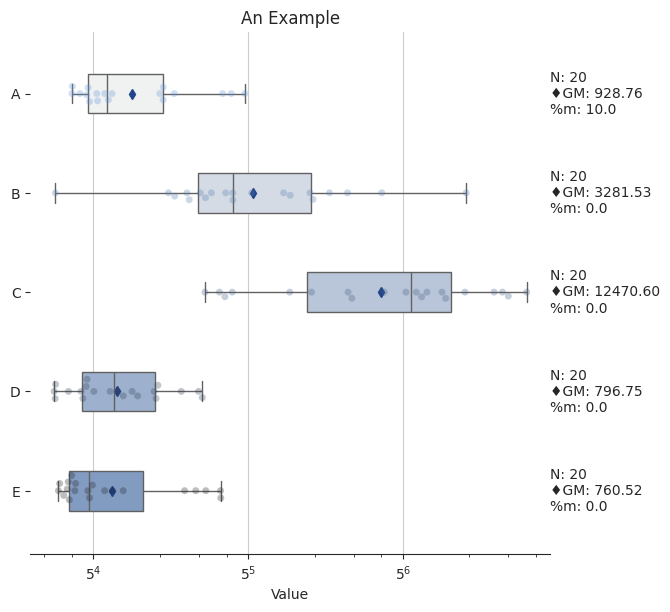 An Example
A
N: 20
♦GM: 928.76
%m: 10.0
B
N: 20
♦GM: 3281.53
%m: 0.0
C
N: 20
♦GM: 12470.60
%m: 0.0
D
N: 20
♦GM: 796.75
%m: 0.0
E
N: 20
♦GM: 760.52
%m: 0.0
5⁴ 5⁵ 5⁶
Value